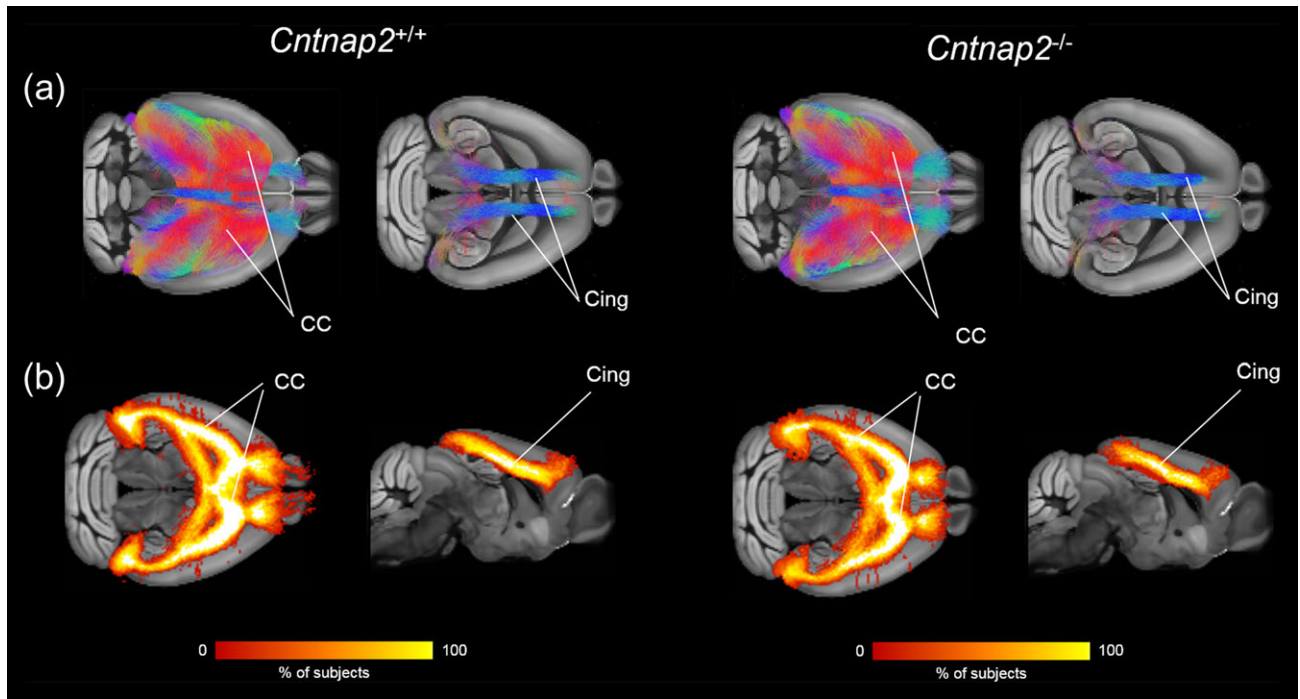 Cntnap2+/+
Cntnap2-/-
(a)
CC
Cing
CC
Cing
(b)
CC
Cing
CC
Cing
0
100
% of subjects
0
100
% of subjects